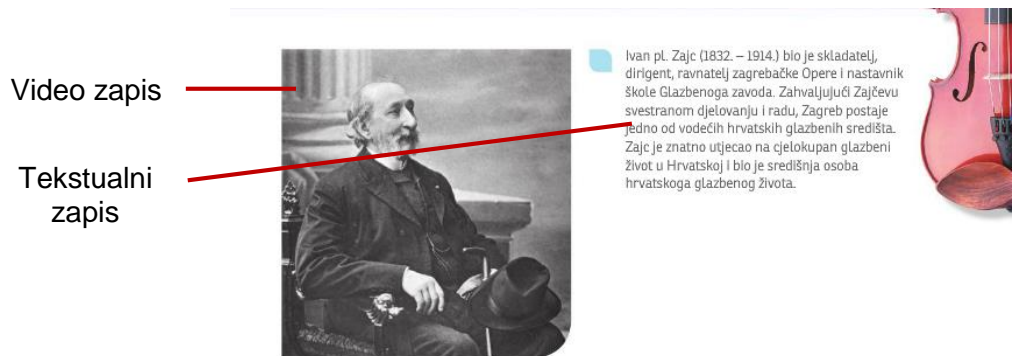 Video zapis
Tekstualni
zapis
Ivan pl. Zajc (1832. – 1914.) bio je skladatelj,
dirigent, ravnatelj zagrebačke Opere i nastavnik
škole Glazbenoga zavoda. Zahvaljujući Zajčevu
svestranom djelovanju i radu, Zagreb postaje
jedno od vodećih hrvatskih glazbenih središta.
Zajc je znatno utjecao na cjelokupan glazbeni
život u Hrvatskoj i bio je središnja osoba
hrvatskoga glazbenog života.